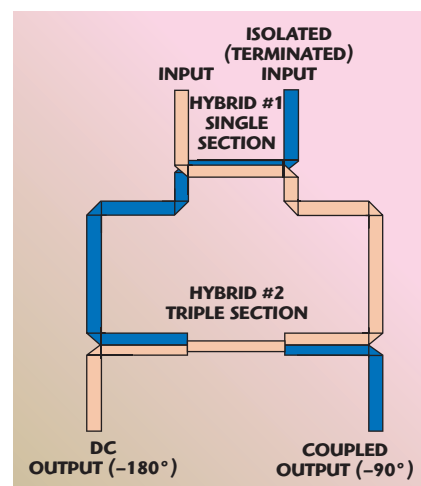 ISOLATED
(TERMINATED)
INPUT
INPUT
HYBRID #1
SINGLE
SECTION
HYBRID #2
TRIPLE SECTION
DC
OUTPUT (–180°)
COUPLED
OUTPUT (–90°)